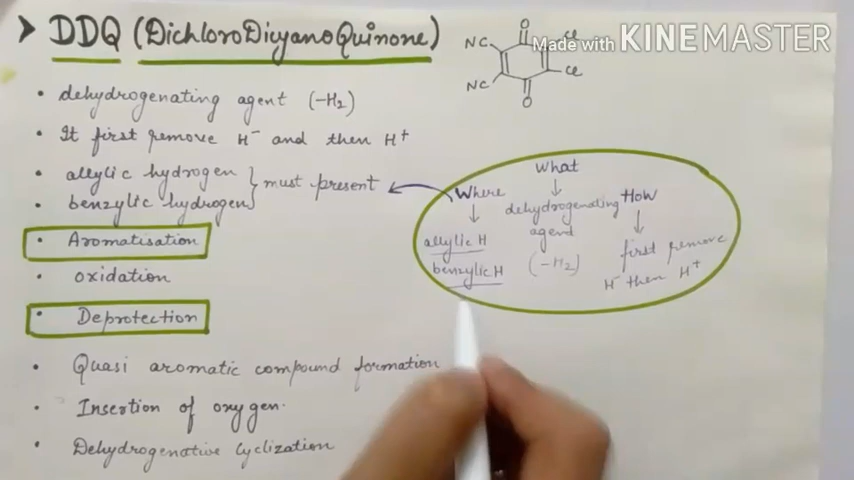 ➤ DDQ (DichloroDicyanoQuinone)
• dehydrogenating agent (-H₂)
• It first remove H⁻ and then H⁺
• allylic hydrogen
• benzylic hydrogen } must present
• Aromatisation
• oxidation
• Deprotection
• Quasi aromatic compound formation
• Insertion of oxygen.
• Dehydrogenative Cyclization
O
NC
Cl
NC
Cl
O
Made with KINEMASTER
What
↓
dehydrogenating
agent
(-H₂)
Where
↓
allylic H
benzylic H
How
↓
first remove
H⁻ then H⁺